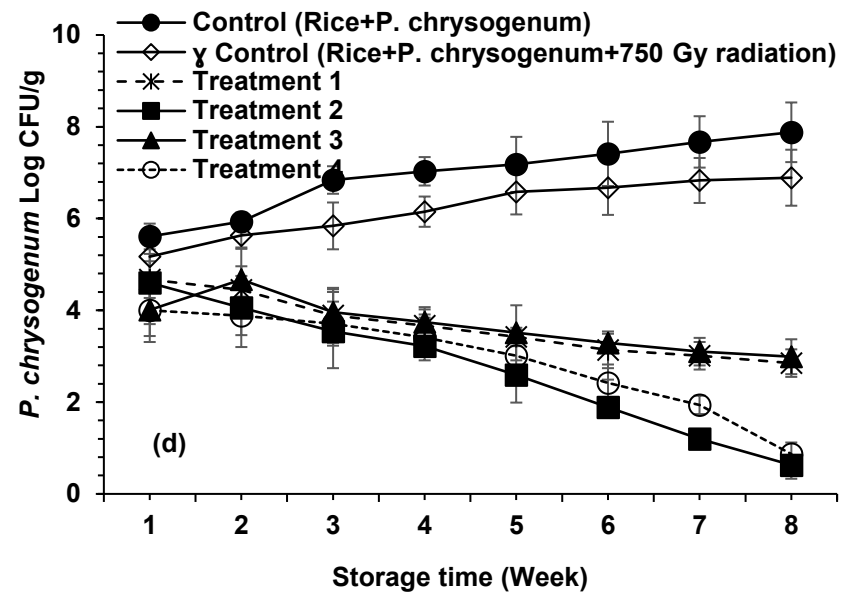 Control (Rice+P. chrysogenum)
ɣ Control (Rice+P. chrysogenum+750 Gy radiation)
Treatment 1
Treatment 2
Treatment 3
Treatment 4
P. chrysogenum Log CFU/g
10
8
6
4
2
0
(d)
1 2 3 4 5 6 7 8
Storage time (Week)